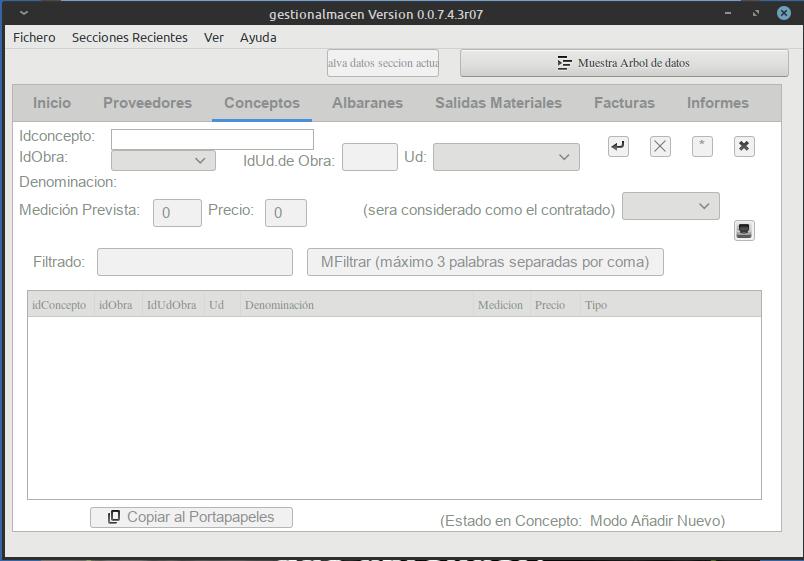 gestionalmacen Version 0.0.7.4.3r07
Fichero Secciones Recientes Ver Ayuda
alva datos seccion actua Muestra Arbol de datos
Inicio Proveedores Conceptos Albaranes Salidas Materiales Facturas Informes
Idconcepto:
IdObra: IdUd.de Obra: Ud:
Denominacion:
Medición Prevista: 0 Precio: 0 (sera considerado como el contratado)
Filtrado: MFiltrar (máximo 3 palabras separadas por coma)
idConcepto idObra IdUdObra Ud Denominación Medicion Precio Tipo
Copiar al Portapapeles (Estado en Concepto: Modo Añadir Nuevo)